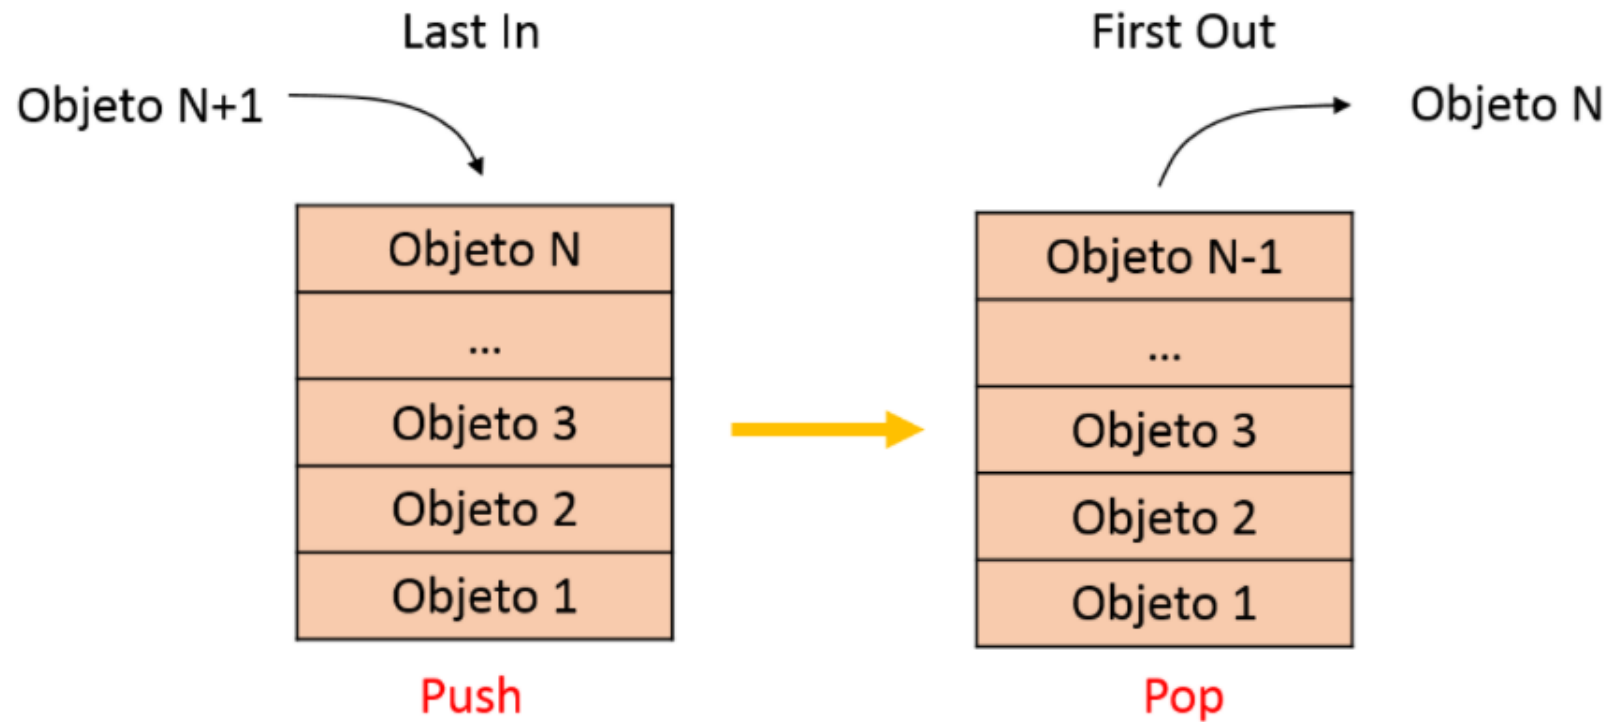 Last In
First Out
Objeto N+1
Objeto N
Objeto N
...
Objeto 3
Objeto 2
Objeto 1
Push
Objeto N-1
...
Objeto 3
Objeto 2
Objeto 1
Pop